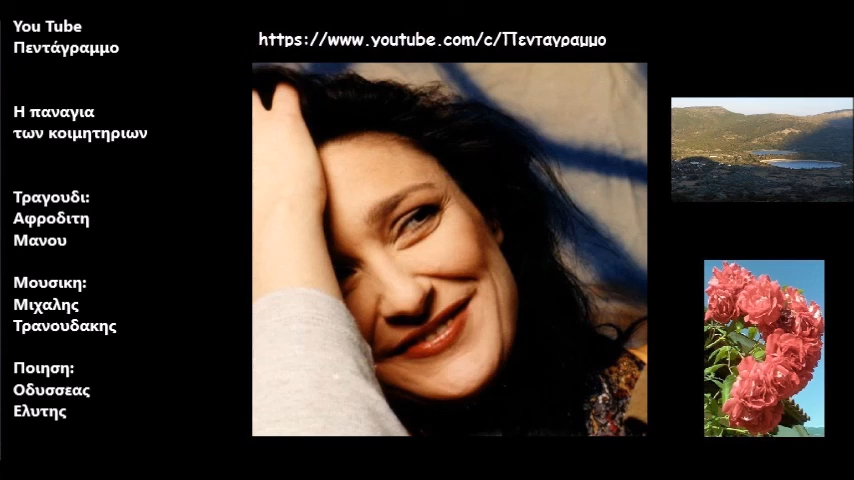 You Tube
Πεντάγραμμο
https://www.youtube.com/c/Πενταγραμμο
Η παναγια
των κοιμητηριων
Τραγουδι:
Αφροδιτη
Μανου
Μουσικη:
Μιχαλης
Τρανουδακης
Ποιηση:
Οδυσσεας
Ελυτης